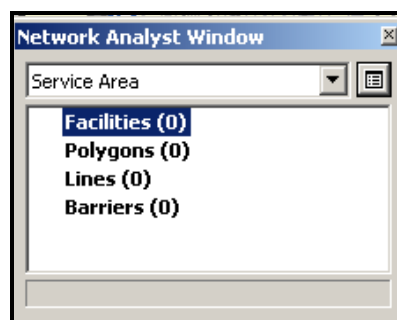 Network Analyst Window
Service Area
Facilities (0)
Polygons (0)
Lines (0)
Barriers (0)